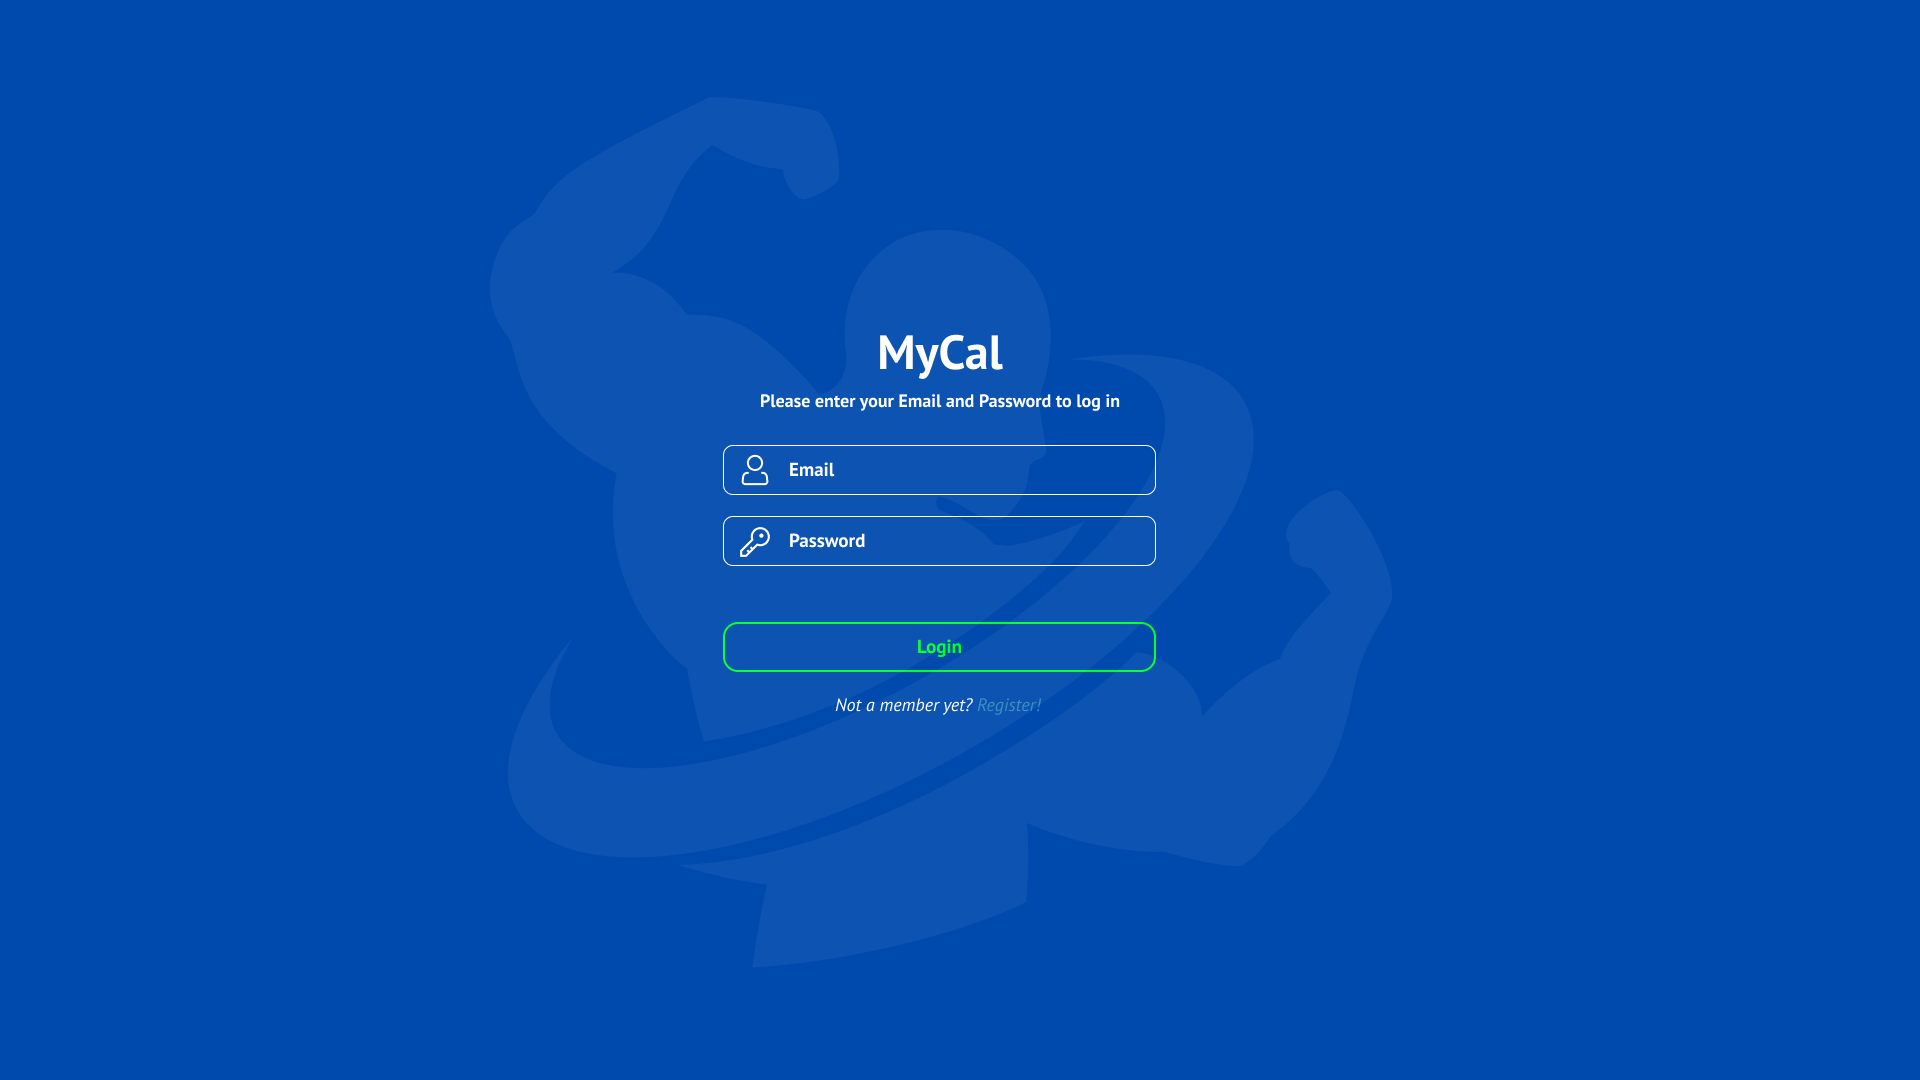 MyCal
Please enter your Email and Password to log in
Email
Password
Login
Not a member yet? Register!